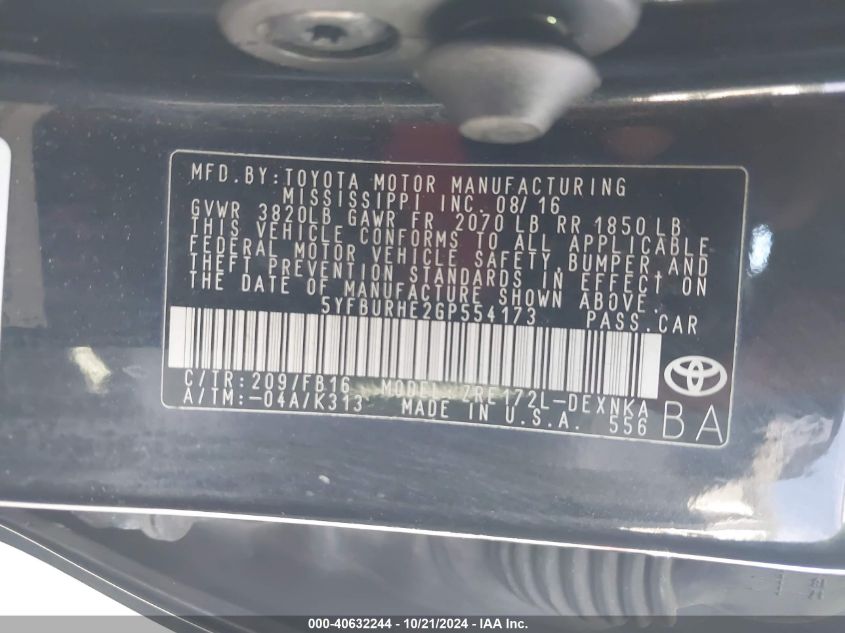 MFD.BY:TOYOTA MOTOR MANUFACTURING
MISSISSIPPI INC. 08/16
GVWR 3820LB GAWR FR 2070 LB RR 1850 LB
THIS VEHICLE CONFORMS TO ALL APPLICABLE
FEDERAL MOTOR VEHICLE SAFETY, BUMPER AND
THEFT PREVENTION STANDARDS IN EFFECT ON
THE DATE OF MANUFACTURE SHOWN ABOVE.
5YFBURHE2GP554173 PASS.CAR
C/TR:209/FB16 MODEL:ZRE172L-DEXNKA
A/TM:-04A/K313 MADE IN U.S.A. 556
BA
000-40632244 - 10/21/2024 - IAA Inc.